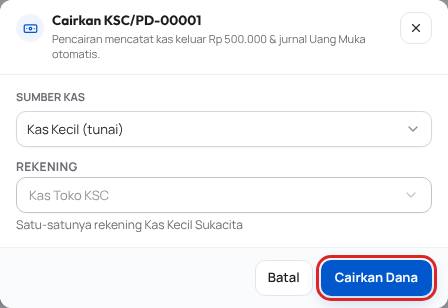 Cairkan KSC/PD-00001
Pencairan mencatat kas keluar Rp 500.000 & jurnal Uang Muka
otomatis.
SUMBER KAS
Kas Kecil (tunai)
REKENING
Kas Toko KSC
Satu-satunya rekening Kas Kecil Sukacita
Batal
Cairkan Dana